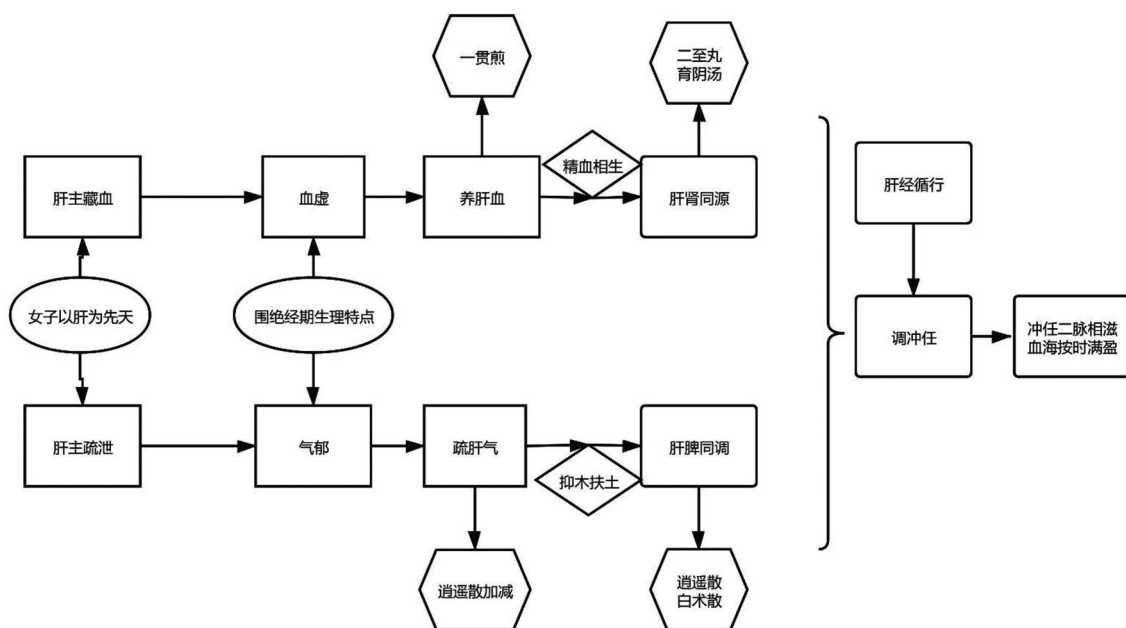 一贯煎
二至丸
育阴汤
肝主藏血
血虚
养肝血
精血相生
肝肾同源
肝经循行
女子以肝为先天
围绝经期生理特点
调冲任
冲任二脉相滋
血海按时满盈
肝主疏泄
气郁
疏肝气
抑木扶土
肝脾同调
逍遥散加减
逍遥散
白术散